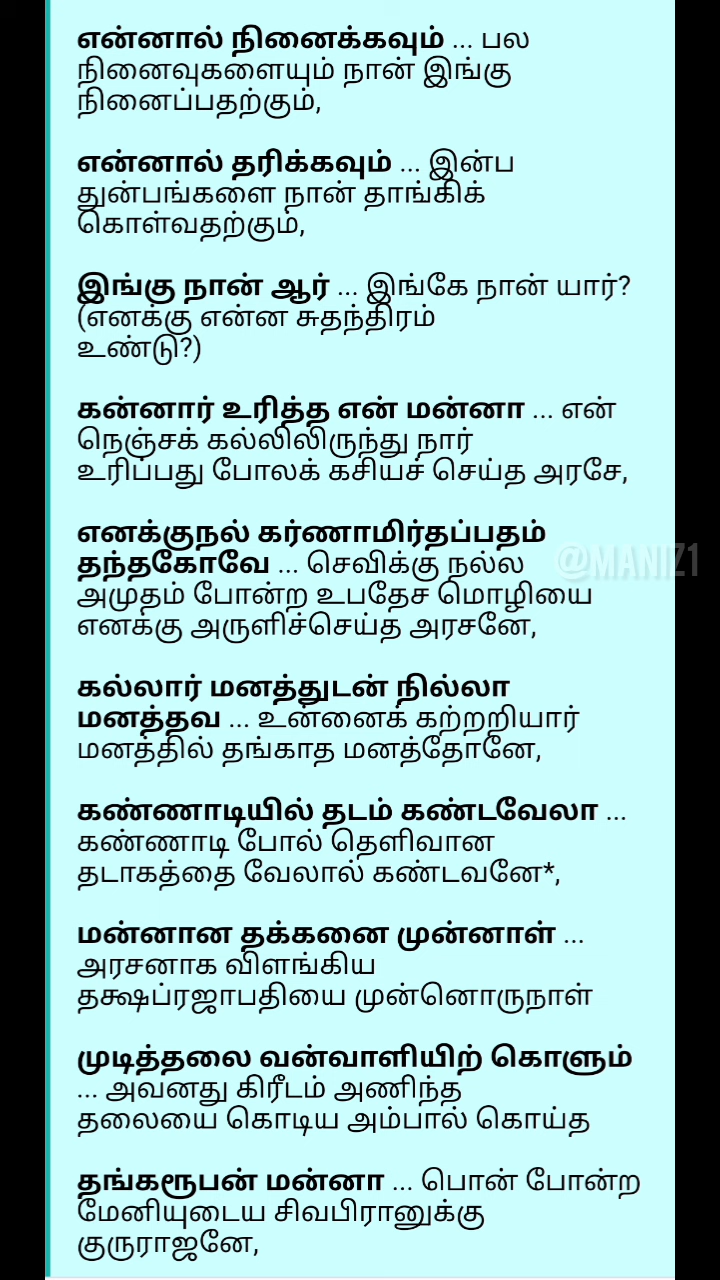 என்னால் நினைக்கவும் ... பல
நினைவுகளையும் நான் இங்கு
நினைப்பதற்கும்,
என்னால் தரிக்கவும் ... இன்ப
துன்பங்களை நான் தாங்கிக்
கொள்வதற்கும்,
இங்கு நான் ஆர் ... இங்கே நான் யார்?
(எனக்கு என்ன சுதந்திரம்
உண்டு?)
கன்னார் உரித்த என் மன்னா ... என்
நெஞ்சக் கல்லிலிருந்து நார்
உரிப்பது போலக் கசியச் செய்த அரசே,
எனக்குநல் கர்ணாமிர்தப்பதம்
தந்தகோவே ... செவிக்கு நல்ல
@MANIZ1
அமுதம் போன்ற உபதேச மொழியை
எனக்கு அருளிச்செய்த அரசனே,
கல்லார் மனத்துடன் நில்லா
மனத்தவ ... உன்னைக் கற்றறியார்
மனத்தில் தங்காத மனத்தோனே,
கண்ணாடியில் தடம் கண்டவேலா ...
கண்ணாடி போல் தெளிவான
தடாகத்தை வேலால் கண்டவனே*,
மன்னான தக்கனை முன்னாள் ...
அரசனாக விளங்கிய
தக்ஷப்ரஜாபதியை முன்னொருநாள்
முடித்தலை வன்வாளியிற் கொளும்
... அவனது கிரீடம் அணிந்த
தலையை கொடிய அம்பால் கொய்த
தங்கரூபன் மன்னா ... பொன் போன்ற
மேனியுடைய சிவபிரானுக்கு
குருராஜனே,